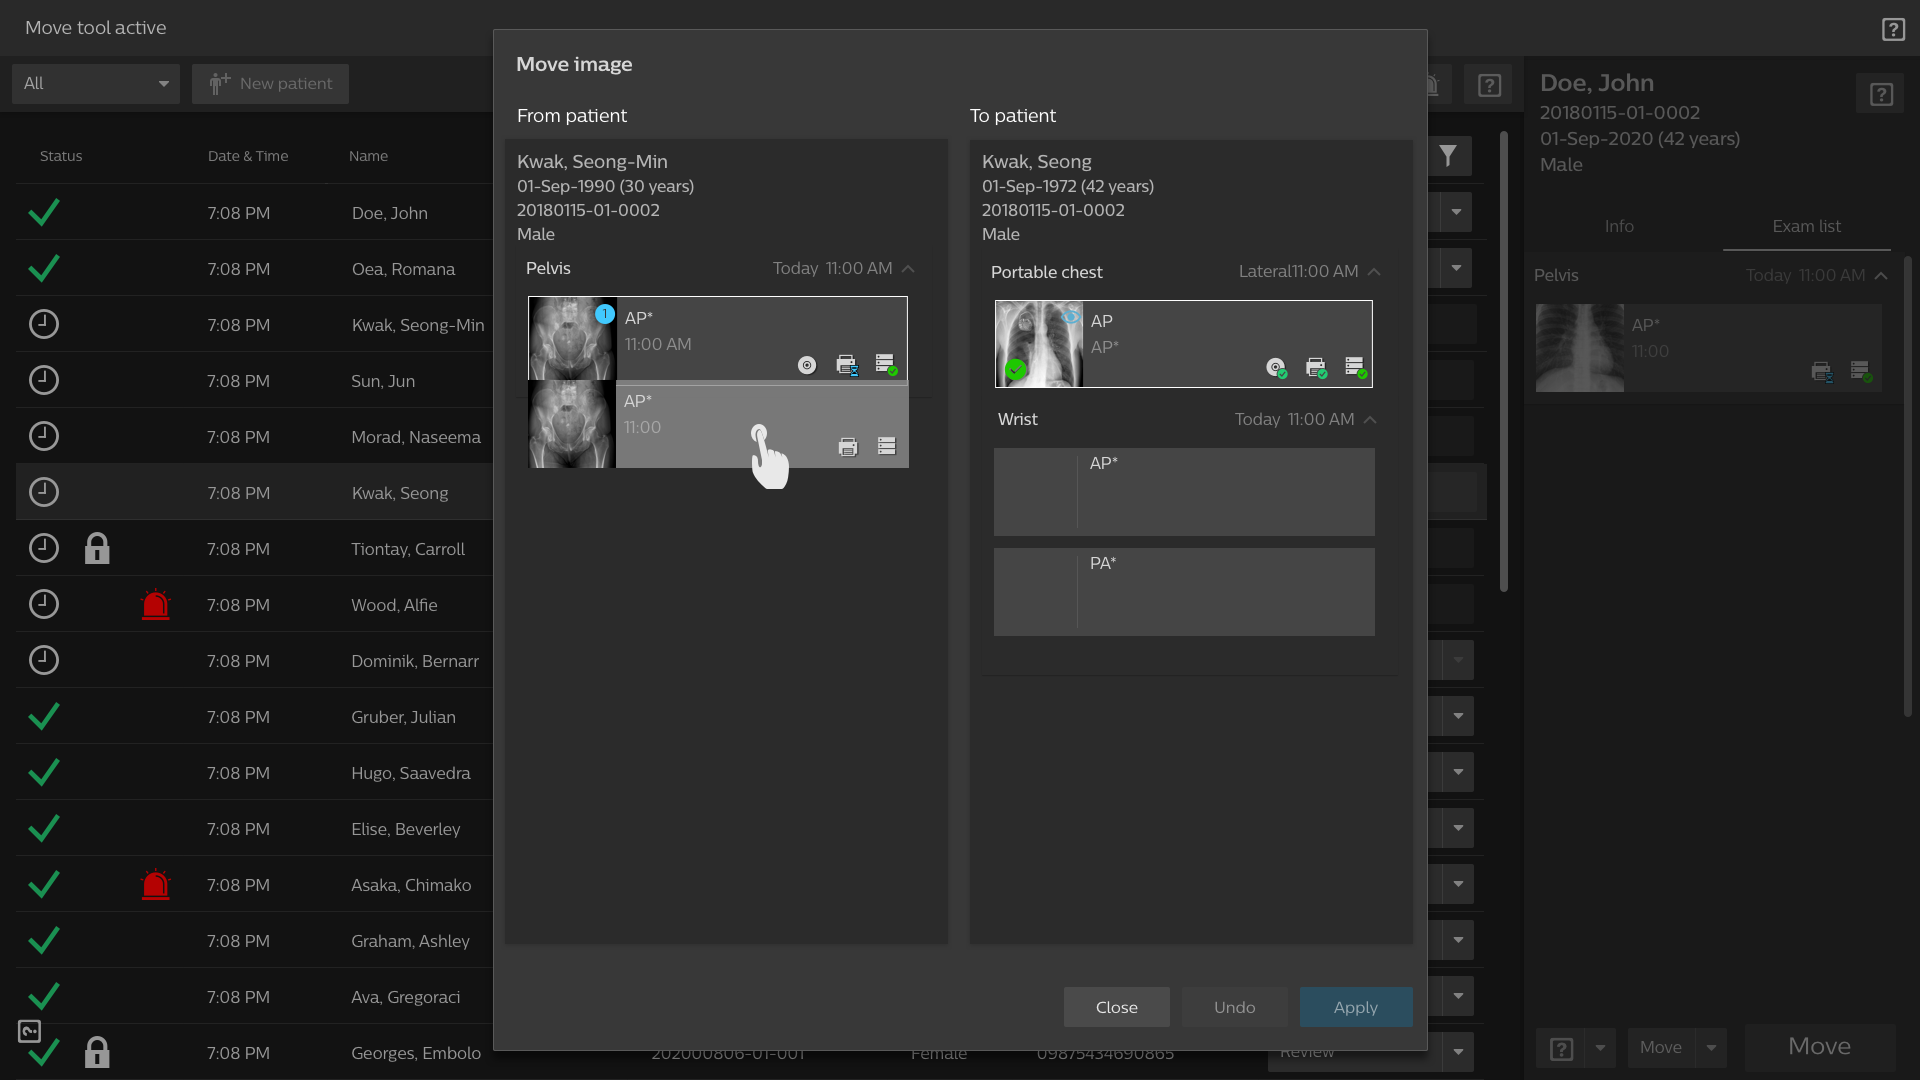 Move tool active
All
New patient
Status
Date & Time
Name
7:08 PM
Doe, John
7:08 PM
Oea, Romana
7:08 PM
Kwak, Seong-Min
7:08 PM
Sun, Jun
7:08 PM
Morad, Naseema
7:08 PM
Kwak, Seong
7:08 PM
Tiontay, Carroll
7:08 PM
Wood, Alfie
7:08 PM
Dominik, Bernarr
7:08 PM
Gruber, Julian
7:08 PM
Hugo, Saavedra
7:08 PM
Elise, Beverley
7:08 PM
Asaka, Chimako
7:08 PM
Graham, Ashley
7:08 PM
Ava, Gregoraci
7:08 PM
Georges, Embolo
202000806-01-001
Female
09875434690865
Review
Move image
From patient
Kwak, Seong-Min
01-Sep-1990 (30 years)
20180115-01-0002
Male
Pelvis
Today 11:00 AM
1
AP*
11:00 AM
AP*
11:00
To patient
Kwak, Seong
01-Sep-1972 (42 years)
20180115-01-0002
Male
Portable chest
Lateral11:00 AM
AP
AP*
Wrist
Today 11:00 AM
AP*
PA*
Close
Undo
Apply
?
?
?
Doe, John
20180115-01-0002
01-Sep-2020 (42 years)
Male
Info
Exam list
Pelvis
Today 11:00 AM
AP*
11:00
?
Move
Move
?